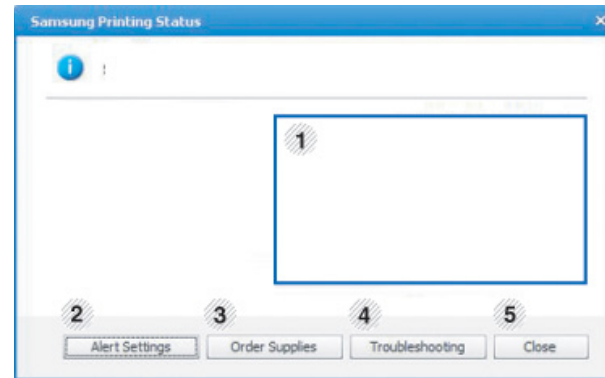 Samsung Printing Status
1
2
3
4
5
Alert Settings
Order Supplies
Troubleshooting
Close